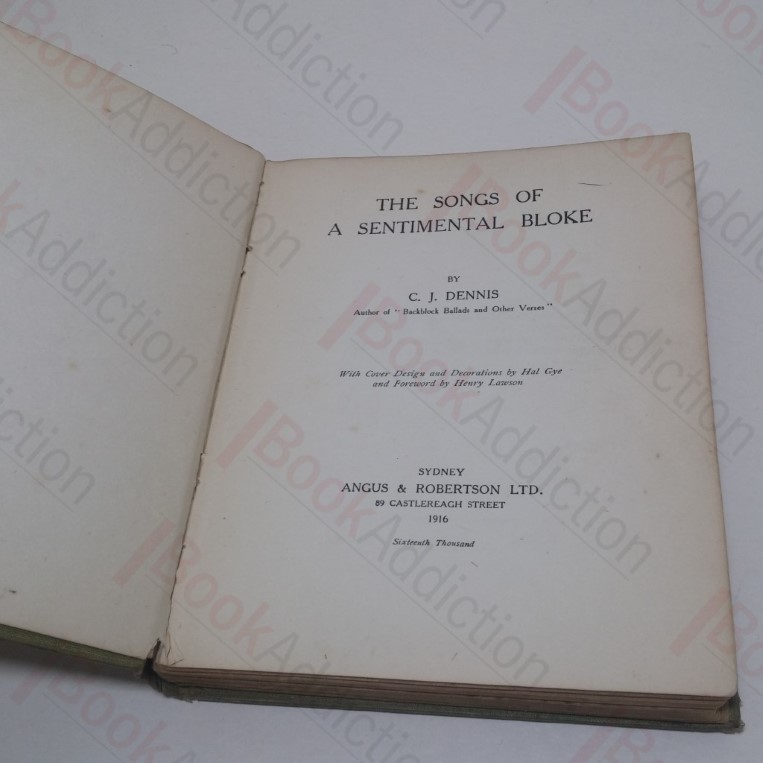 THE SONGS OF
A SENTIMENTAL BLOKE
BY
C. J. DENNIS
Author of "Backblock Ballads and Other Verses"
With Cover Design and Decorations by Hal Gye
and Foreword by Henry Lawson
SYDNEY
ANGUS & ROBERTSON LTD.
89 CASTLEREAGH STREET
1916
Sixteenth Thousand
BookAddiction